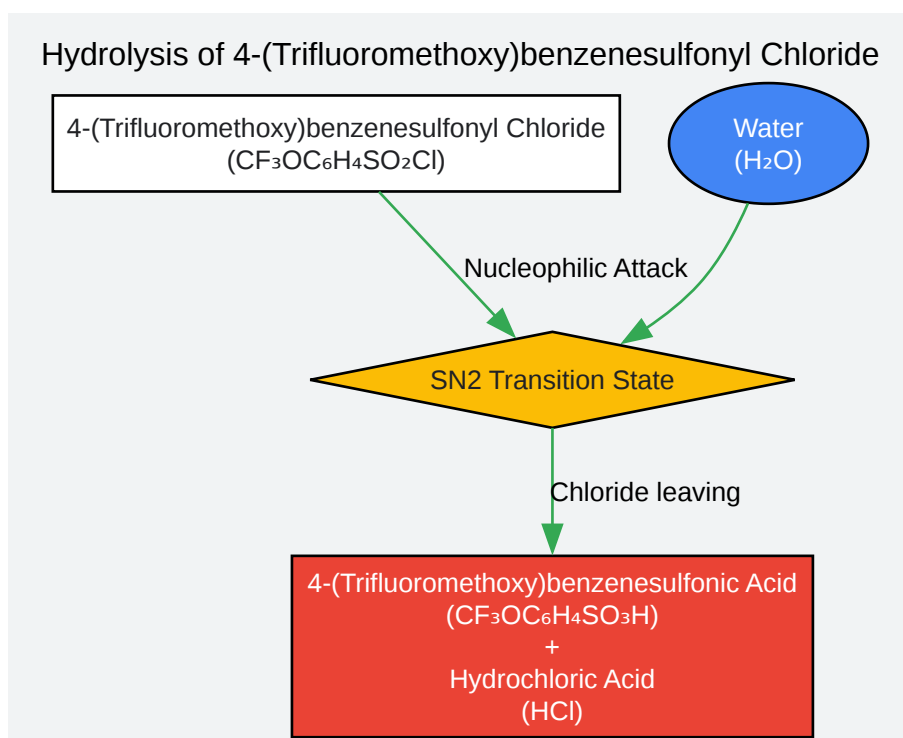 Hydrolysis of 4-(Trifluoromethoxy)benzenesulfonyl Chloride
4-(Trifluoromethoxy)benzenesulfonyl Chloride
(CF₃OC₆H₄SO₂Cl)
Water
(H₂O)
Nucleophilic Attack
SN2 Transition State
Chloride leaving
4-(Trifluoromethoxy)benzenesulfonic Acid
(CF₃OC₆H₄SO₃H)
+
Hydrochloric Acid
(HCl)